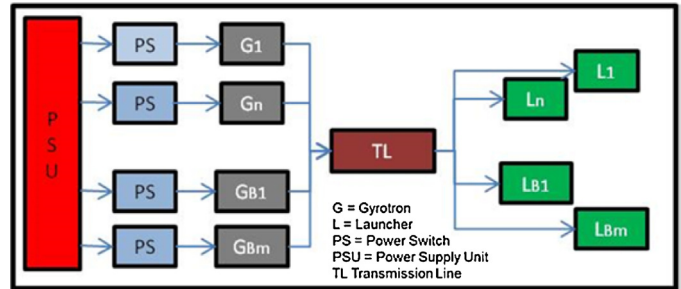 PSU
PS
G1
PS
Gn
PS
GB1
PS
GBm
TL
L1
Ln
LB1
LBm
G = Gyrotron
L = Launcher
PS = Power Switch
PSU = Power Supply Unit
TL Transmission Line